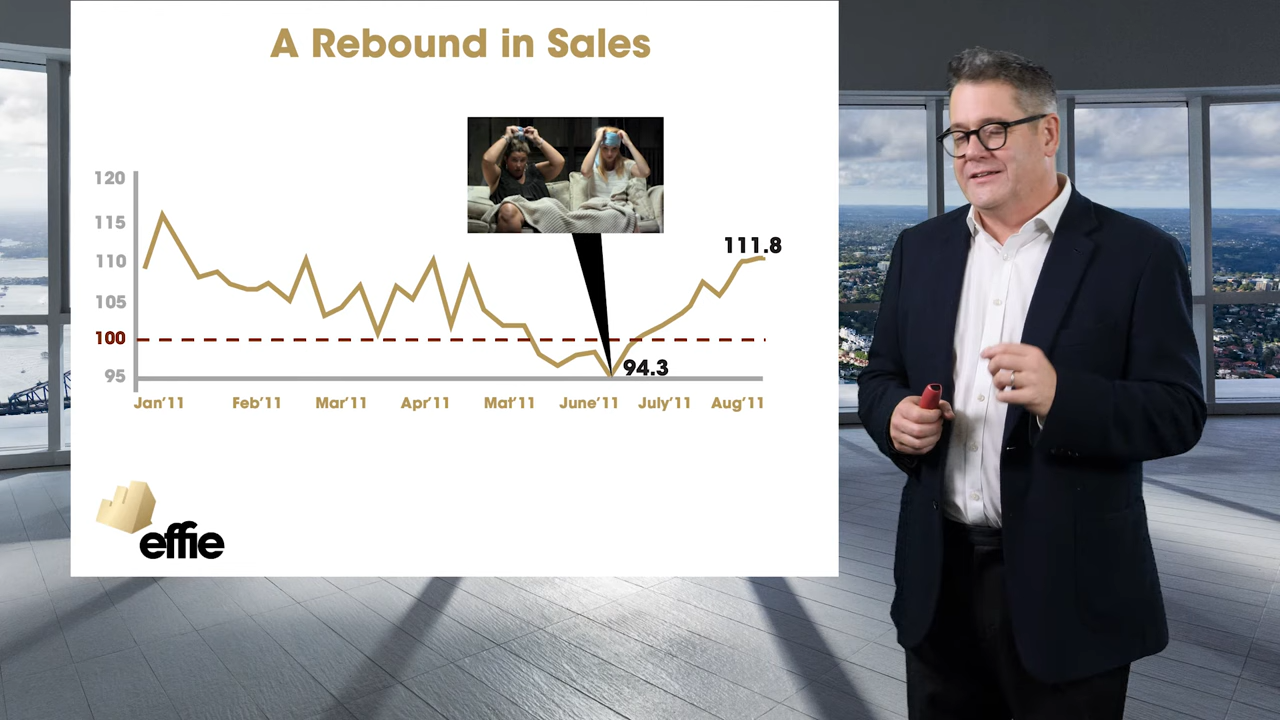 A Rebound in Sales
120
115
110
105
100
95
111.8
94.3
Jan'11 Feb'11 Mar'11 Apr'11 Mat'11 June'11 July'11 Aug'11
effie